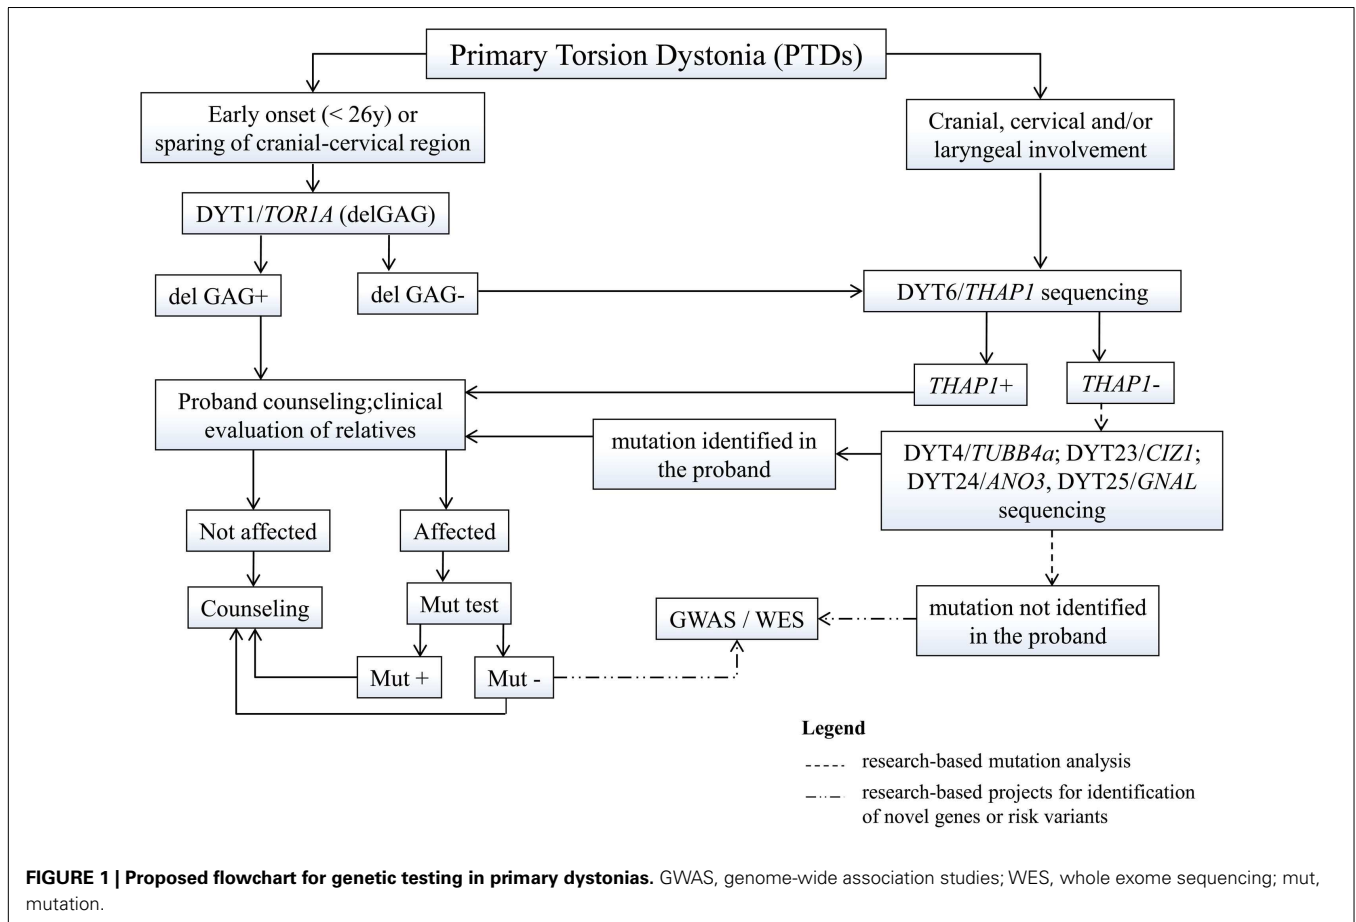 Primary Torsion Dystonia (PTDs)
Early onset (< 26y) or
sparing of cranial-cervical region
Cranial, cervical and/or
laryngeal involvement
DYT1/TOR1A (delGAG)
del GAG+
del GAG-
DYT6/THAP1 sequencing
THAP1+
THAP1-
Proband counseling;clinical
evaluation of relatives
mutation identified in
the proband
DYT4/TUBB4a; DYT23/CIZ1;
DYT24/ANO3, DYT25/GNAL
sequencing
Not affected
Affected
Counseling
Mut test
GWAS / WES
mutation not identified
in the proband
Mut +
Mut -
Legend
research-based mutation analysis
research-based projects for identification
of novel genes or risk variants
FIGURE 1 | Proposed flowchart for genetic testing in primary dystonias. GWAS, genome-wide association studies; WES, whole exome sequencing; mut,
mutation.